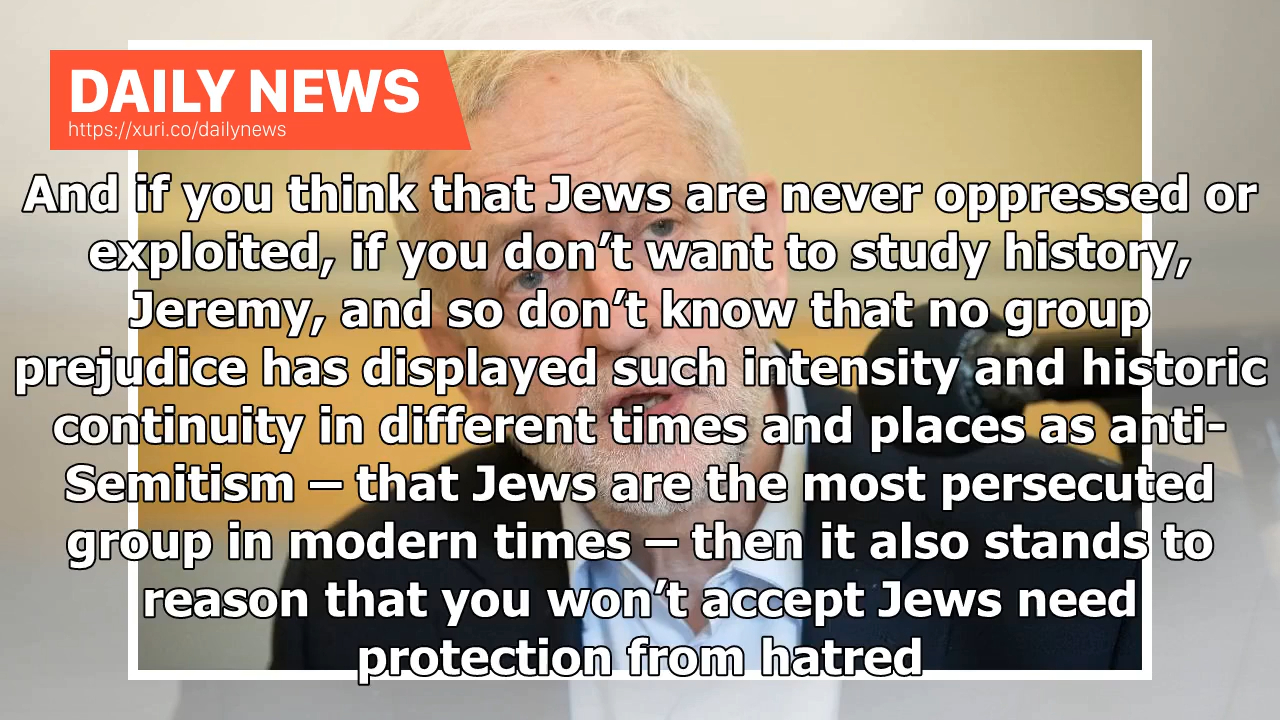 DAILY NEWS
https://xuri.co/dailynews
And if you think that Jews are never oppressed or
exploited, if you don’t want to study history,
Jeremy, and so don’t know that no group
prejudice has displayed such intensity and historic
continuity in different times and places as anti-
Semitism – that Jews are the most persecuted
group in modern times – then it also stands to
reason that you won’t accept Jews need
protection from hatred